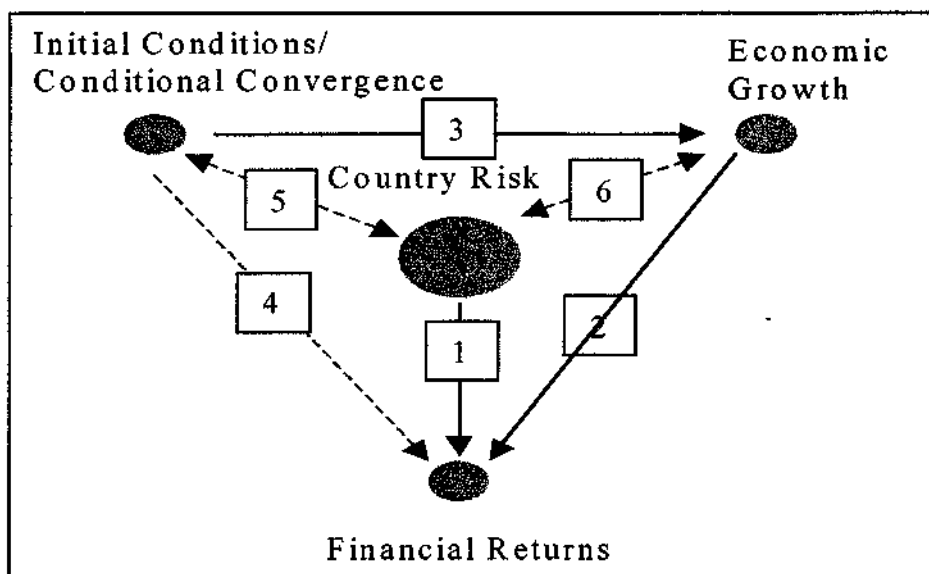 Initial Conditions/
Conditional Convergence
Economic
Growth
3
Country Risk
5
6
4
2
1
Financial Returns